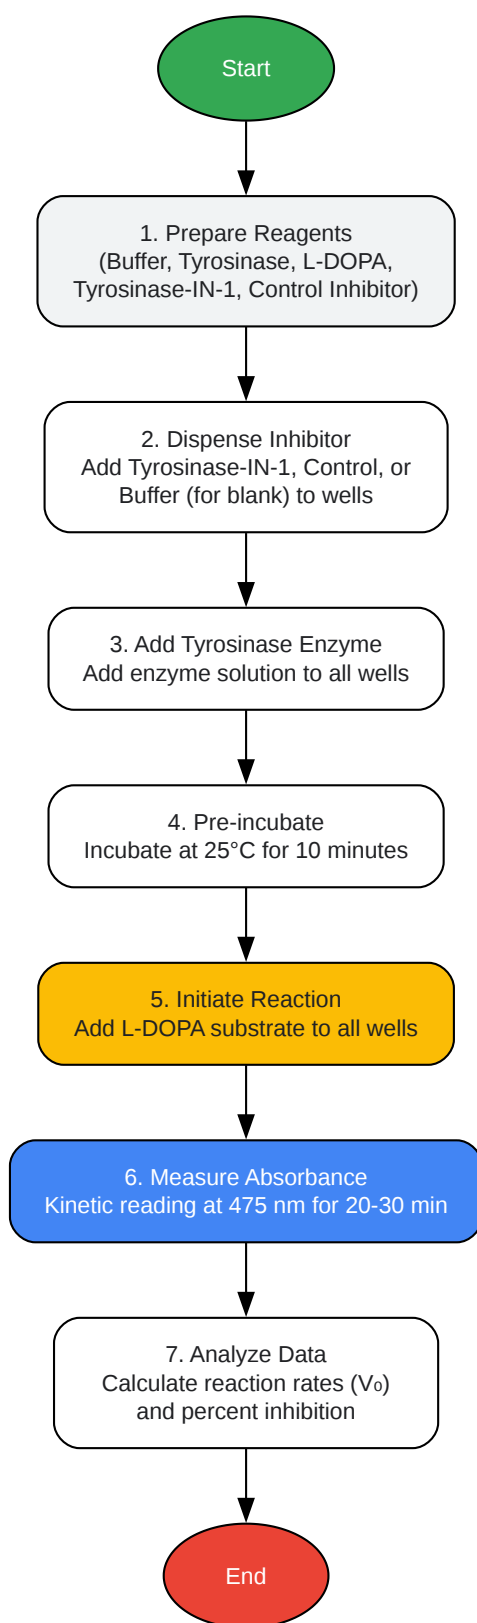 Start
1. Prepare Reagents
(Buffer, Tyrosinase, L-DOPA,
Tyrosinase-IN-1, Control Inhibitor)
2. Dispense Inhibitor
Add Tyrosinase-IN-1, Control, or
Buffer (for blank) to wells
3. Add Tyrosinase Enzyme
Add enzyme solution to all wells
4. Pre-incubate
Incubate at 25°C for 10 minutes
5. Initiate Reaction
Add L-DOPA substrate to all wells
6. Measure Absorbance
Kinetic reading at 475 nm for 20-30 min
7. Analyze Data
Calculate reaction rates (V₀)
and percent inhibition
End